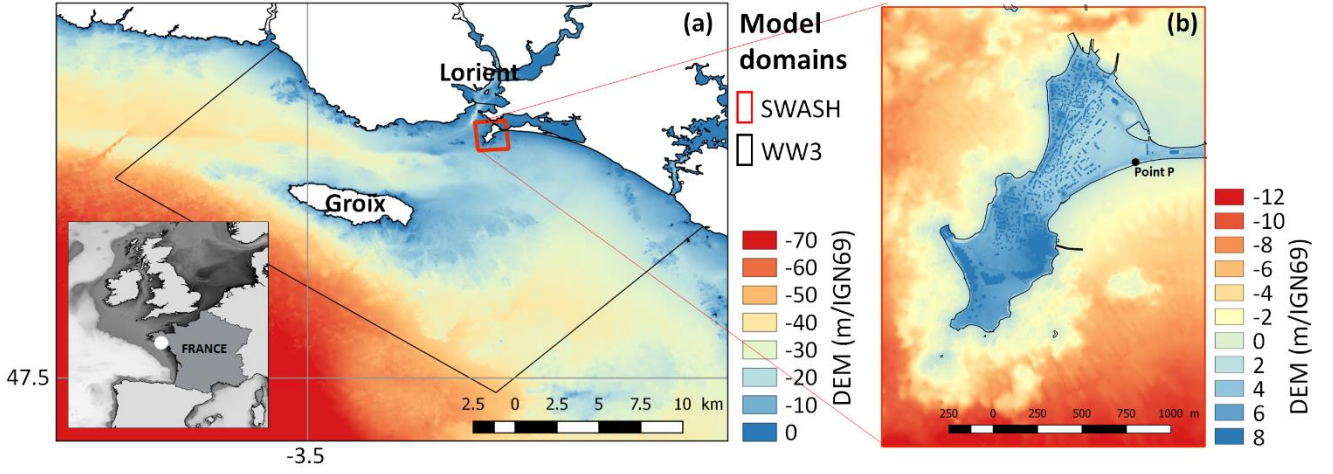 (a)
Lorient
Groix
FRANCE
47.5
-3.5
2.5 0 2.5 5 7.5 10 km
Model
domains
SWASH
WW3
-70
-60
-50
-40
-30
-20
-10
0
DEM (m/IGN69)
(b)
Point P
250 0 250 500 750 1000 m
-12
-10
-8
-6
-4
-2
0
2
4
6
8
DEM (m/IGN69)